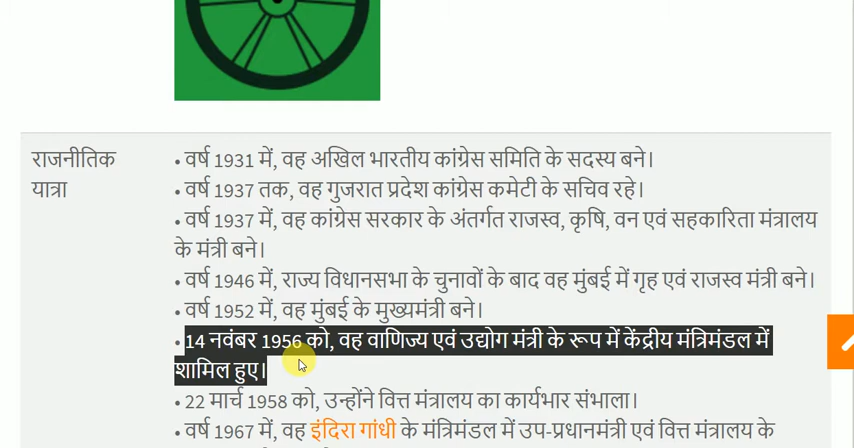 राजनीतिक
यात्रा
• वर्ष 1931 में, वह अखिल भारतीय कांग्रेस समिति के सदस्य बने।
• वर्ष 1937 तक, वह गुजरात प्रदेश कांग्रेस कमेटी के सचिव रहे।
• वर्ष 1937 में, वह कांग्रेस सरकार के अंतर्गत राजस्व, कृषि, वन एवं सहकारिता मंत्रालय
के मंत्री बने।
• वर्ष 1946 में, राज्य विधानसभा के चुनावों के बाद वह मुंबई में गृह एवं राजस्व मंत्री बने।
• वर्ष 1952 में, वह मुंबई के मुख्यमंत्री बने।
• 14 नवंबर 1956 को, वह वाणिज्य एवं उद्योग मंत्री के रूप में केंद्रीय मंत्रिमंडल में
शामिल हुए।
• 22 मार्च 1958 को, उन्होंने वित्त मंत्रालय का कार्यभार संभाला।
• वर्ष 1967 में, वह इंदिरा गांधी के मंत्रिमंडल में उप-प्रधानमंत्री एवं वित्त मंत्रालय के